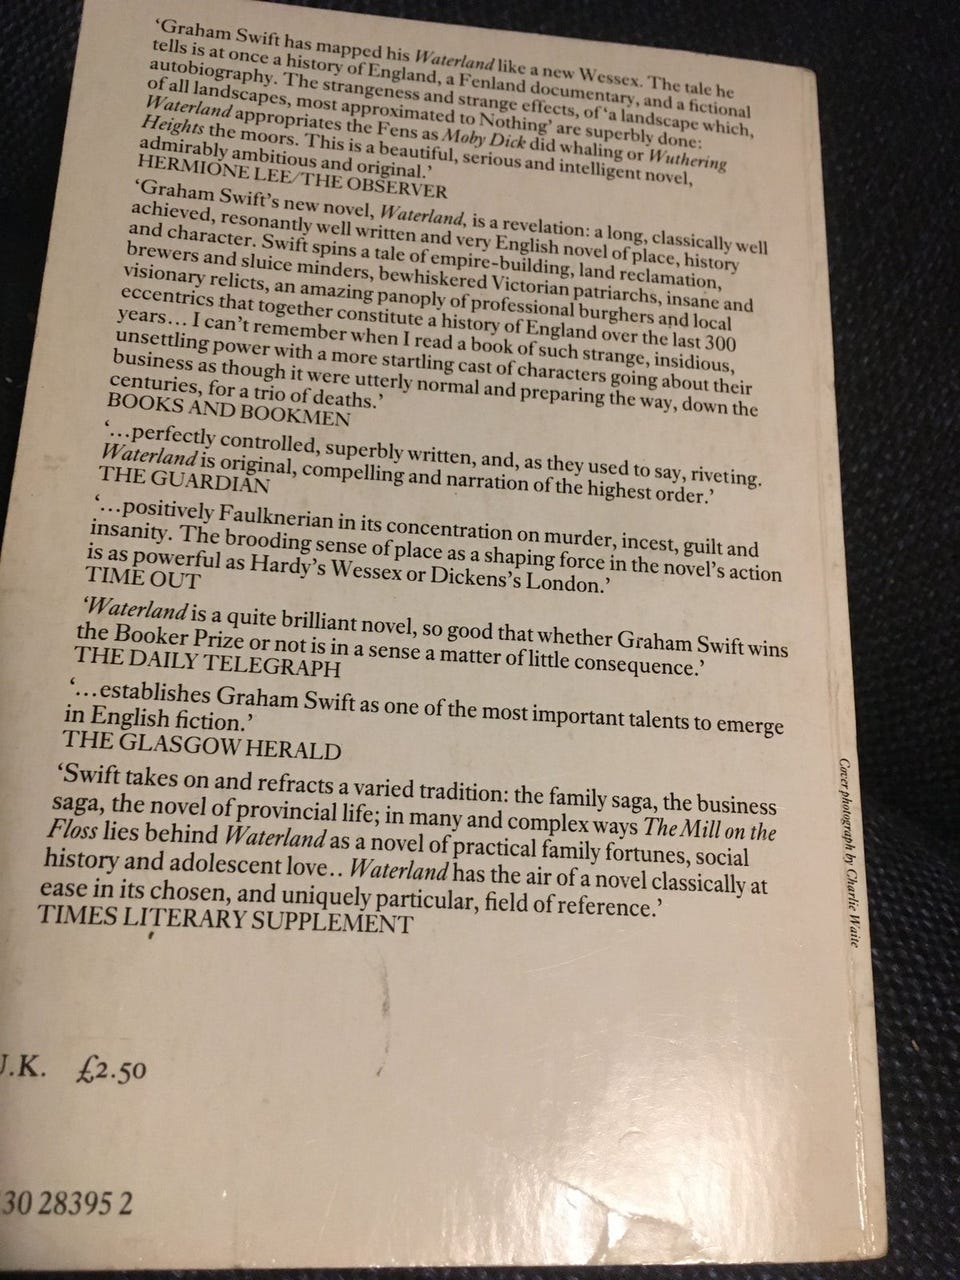 ‘Graham Swift has mapped his Waterland like a new Wessex. The tale he
tells is at once a history of England, a Fenland documentary, and a fictional
autobiography. The strangeness and strange effects, of ‘a landscape which,
of all landscapes, most approximated to Nothing’ are superbly done:
Waterland appropriates the Fens as Moby Dick did whaling or Wuthering
Heights the moors. This is a beautiful, serious and intelligent novel,
admirably ambitious and original.’
HERMIONE LEE/THE OBSERVER
‘Graham Swift’s new novel, Waterland, is a revelation: a long, classically well
achieved, resonantly well written and very English novel of place, history
and character. Swift spins a tale of empire-building, land reclamation,
brewers and sluice minders, bewhiskered Victorian patriarchs, insane and
visionary relicts, an amazing panoply of professional burghers and local
eccentrics that together constitute a history of England over the last 300
years... I can’t remember when I read a book of such strange, insidious,
unsettling power with a more startling cast of characters going about their
business as though it were utterly normal and preparing the way, down the
centuries, for a trio of deaths.’
BOOKS AND BOOKMEN
‘...perfectly controlled, superbly written, and, as they used to say, riveting.
Waterland is original, compelling and narration of the highest order.’
THE GUARDIAN
‘...positively Faulknerian in its concentration on murder, incest, guilt and
insanity. The brooding sense of place as a shaping force in the novel’s action
is as powerful as Hardy’s Wessex or Dickens’s London.’
TIME OUT
‘Waterland is a quite brilliant novel, so good that whether Graham Swift wins
the Booker Prize or not is in a sense a matter of little consequence.’
THE DAILY TELEGRAPH
‘...establishes Graham Swift as one of the most important talents to emerge
in English fiction.’
THE GLASGOW HERALD
‘Swift takes on and refracts a varied tradition: the family saga, the business
saga, the novel of provincial life; in many and complex ways The Mill on the
Floss lies behind Waterland as a novel of practical family fortunes, social
history and adolescent love.. Waterland has the air of a novel classically at
ease in its chosen, and uniquely particular, field of reference.’
TIMES LITERARY SUPPLEMENT
Cover photograph by Charlie Waite
U.K. £2.50
30 28395 2